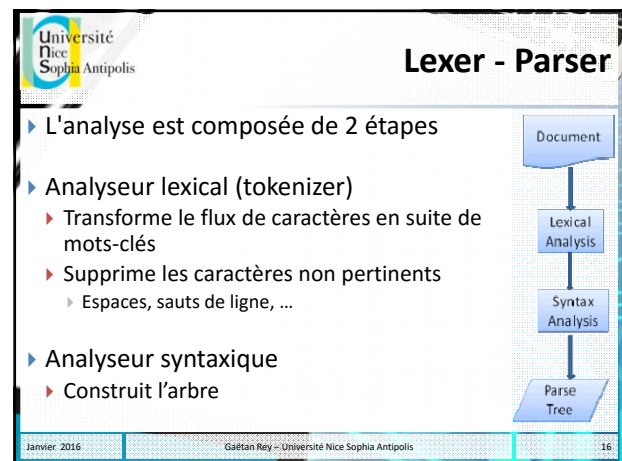 Université
Nice
Sophia Antipolis
Lexer - Parser
L'analyse est composée de 2 étapes
Analyseur lexical (tokenizer)
Transforme le flux de caractères en suite de
mots-clés
Supprime les caractères non pertinents
Espaces, sauts de ligne, …
Analyseur syntaxique
Construit l’arbre
Document
Lexical
Analysis
Syntax
Analysis
Parse
Tree
Janvier 2016
Gaëtan Rey – Université Nice Sophia Antipolis
16